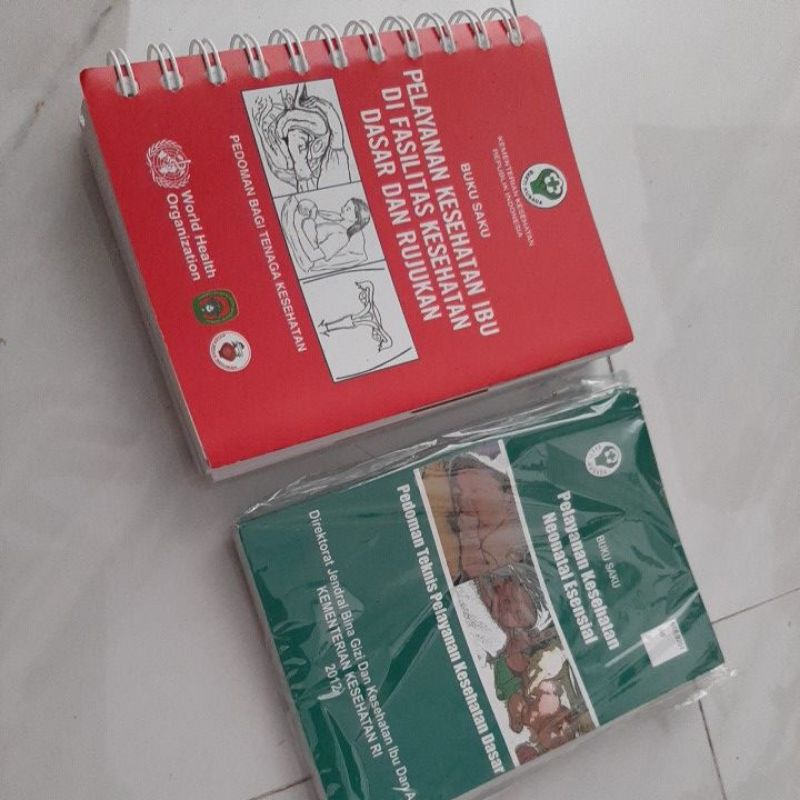 KEMENTERIAN KESEHATAN
REPUBLIK INDONESIA
BUKU SAKU
PELAYANAN KESEHATAN IBU
DI FASILITAS KESEHATAN
DASAR DAN RUJUKAN
PEDOMAN BAGI TENAGA KESEHATAN
World Health
Organization
BUKU SAKU
Pelayanan Kesehatan
Neonatal Esensial
Pedoman Teknis Pelayanan Kesehatan Dasar
Direktorat Jendral Bina Gizi Dan Kesehatan Ibu Dan A
KEMENTERIAN KESEHATAN RI
2012